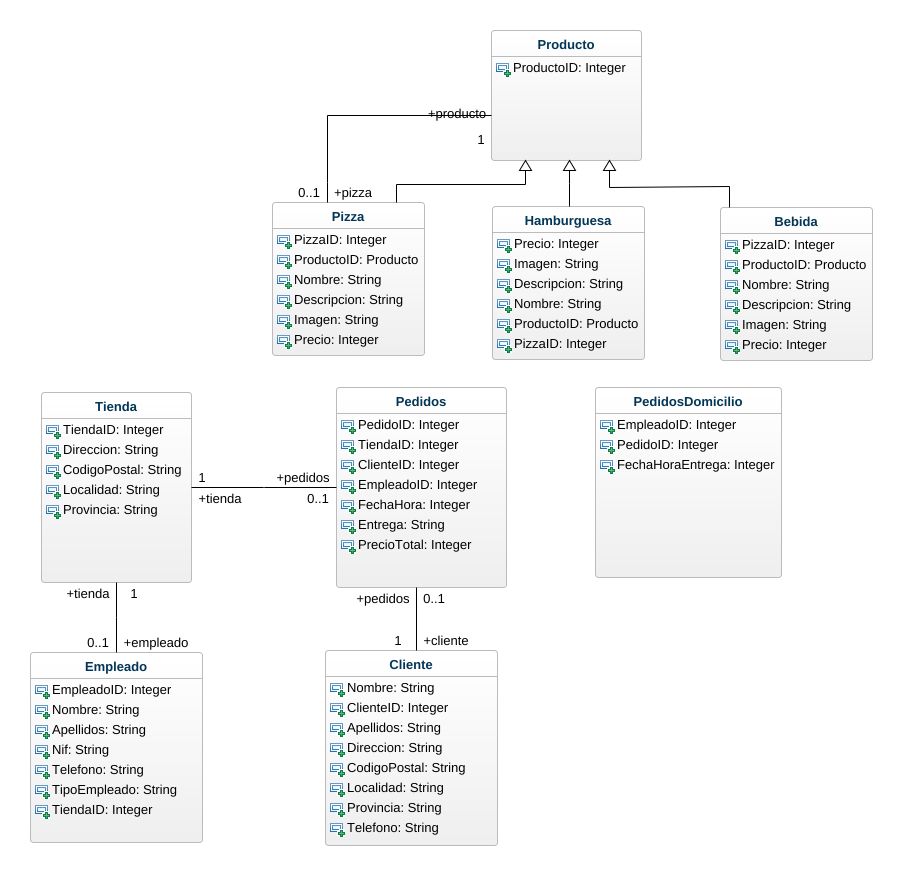 Producto
ProductoID: Integer
+producto
1
0..1 +pizza
Pizza
PizzaID: Integer
ProductoID: Producto
Nombre: String
Descripcion: String
Imagen: String
Precio: Integer
Hamburguesa
Precio: Integer
Imagen: String
Descripcion: String
Nombre: String
ProductoID: Producto
PizzaID: Integer
Bebida
PizzaID: Integer
ProductoID: Producto
Nombre: String
Descripcion: String
Imagen: String
Precio: Integer
Tienda
TiendaID: Integer
Direccion: String
CodigoPostal: String
Localidad: String
Provincia: String
1
+tienda
+pedidos
0..1
Pedidos
PedidoID: Integer
TiendaID: Integer
ClienteID: Integer
EmpleadoID: Integer
FechaHora: Integer
Entrega: String
PrecioTotal: Integer
PedidosDomicilio
EmpleadoID: Integer
PedidoID: Integer
FechaHoraEntrega: Integer
+tienda 1
0..1 +empleado
Empleado
EmpleadoID: Integer
Nombre: String
Apellidos: String
Nif: String
Telefono: String
TipoEmpleado: String
TiendaID: Integer
+pedidos 0..1
1 +cliente
Cliente
Nombre: String
ClienteID: Integer
Apellidos: String
Direccion: String
CodigoPostal: String
Localidad: String
Provincia: String
Telefono: String